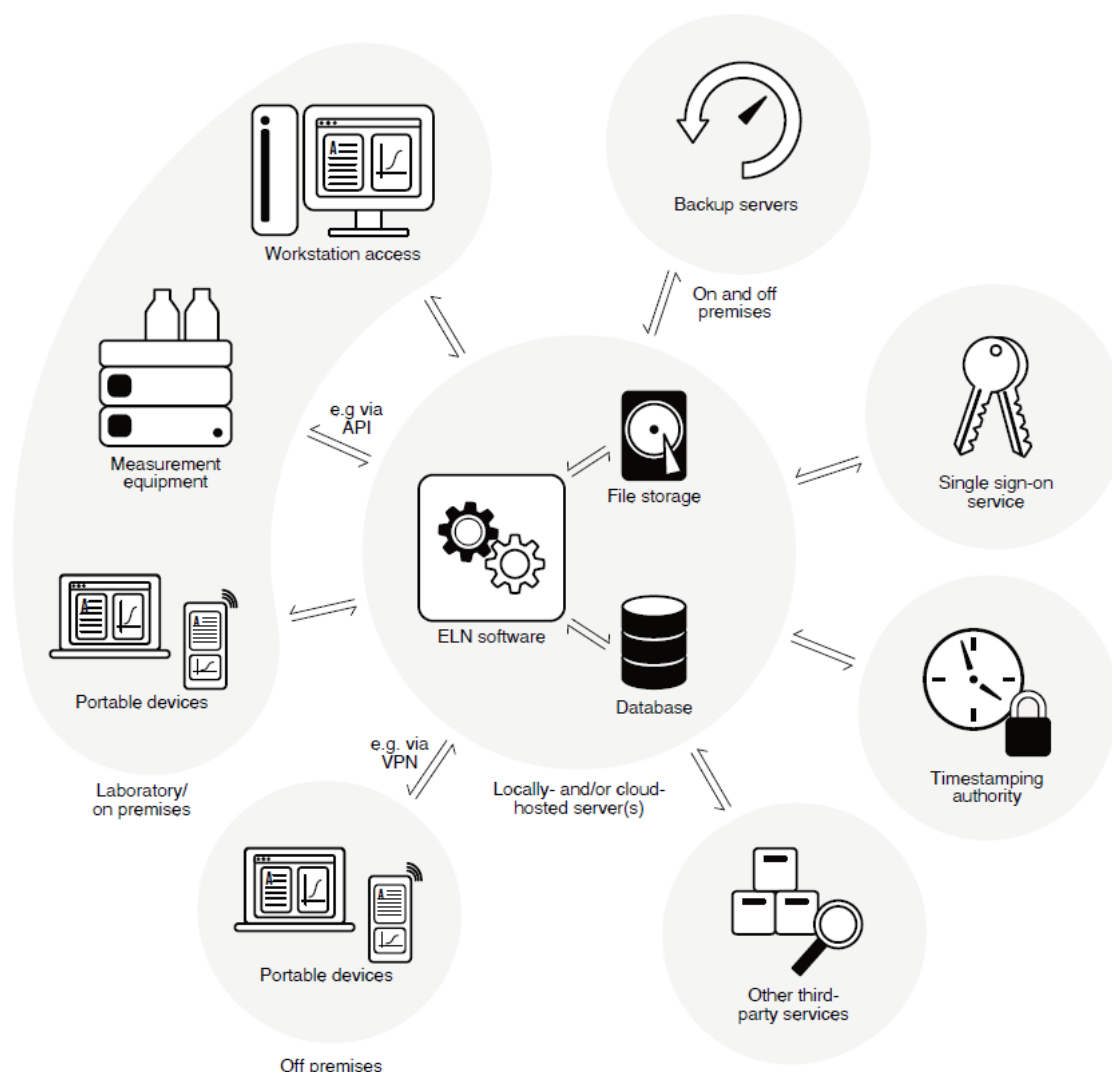 Backup servers
Workstation access
On and off
premises
e.g via
API
Measurement
equipment
File storage
Single sign-on
service
ELN software
Portable devices
Database
e.g. via
VPN
Laboratory/
on premises
Locally- and/or cloud-
hosted server(s)
Timestamping
authority
Portable devices
Other third-
party services
Off premises